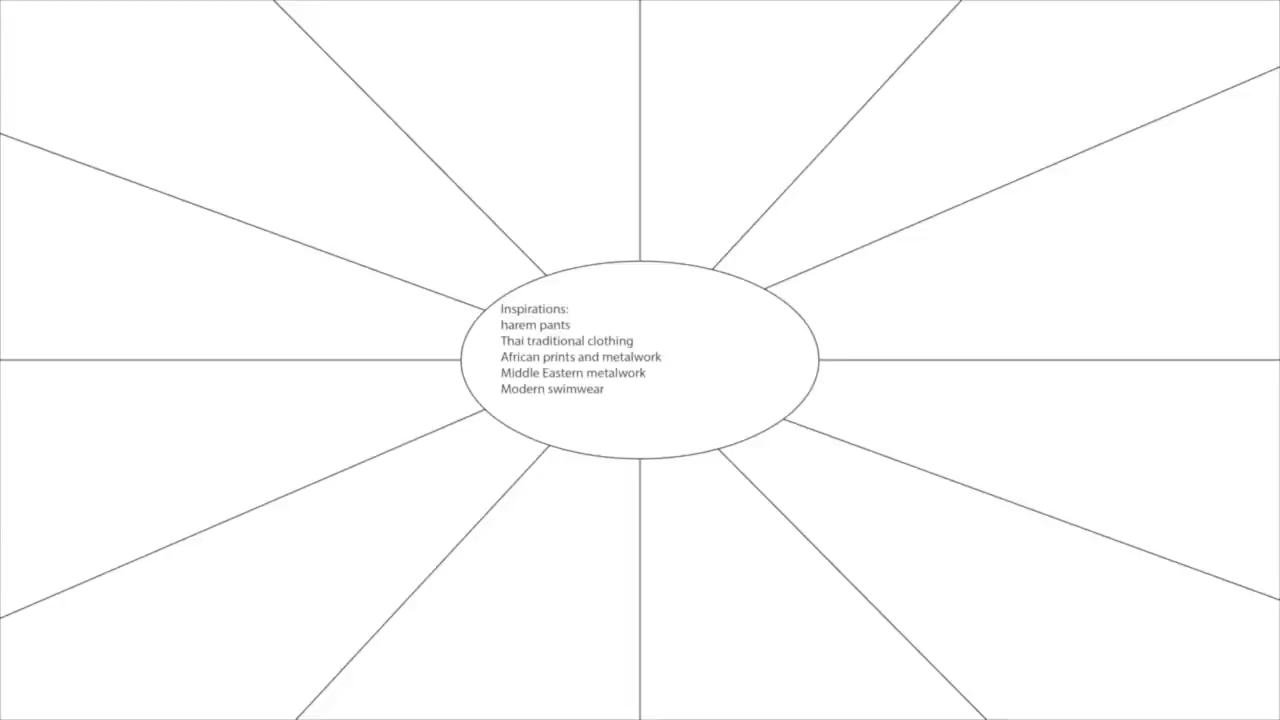 Inspirations:
harem pants
Thai traditional clothing
African prints and metalwork
Middle Eastern metalwork
Modern swimwear